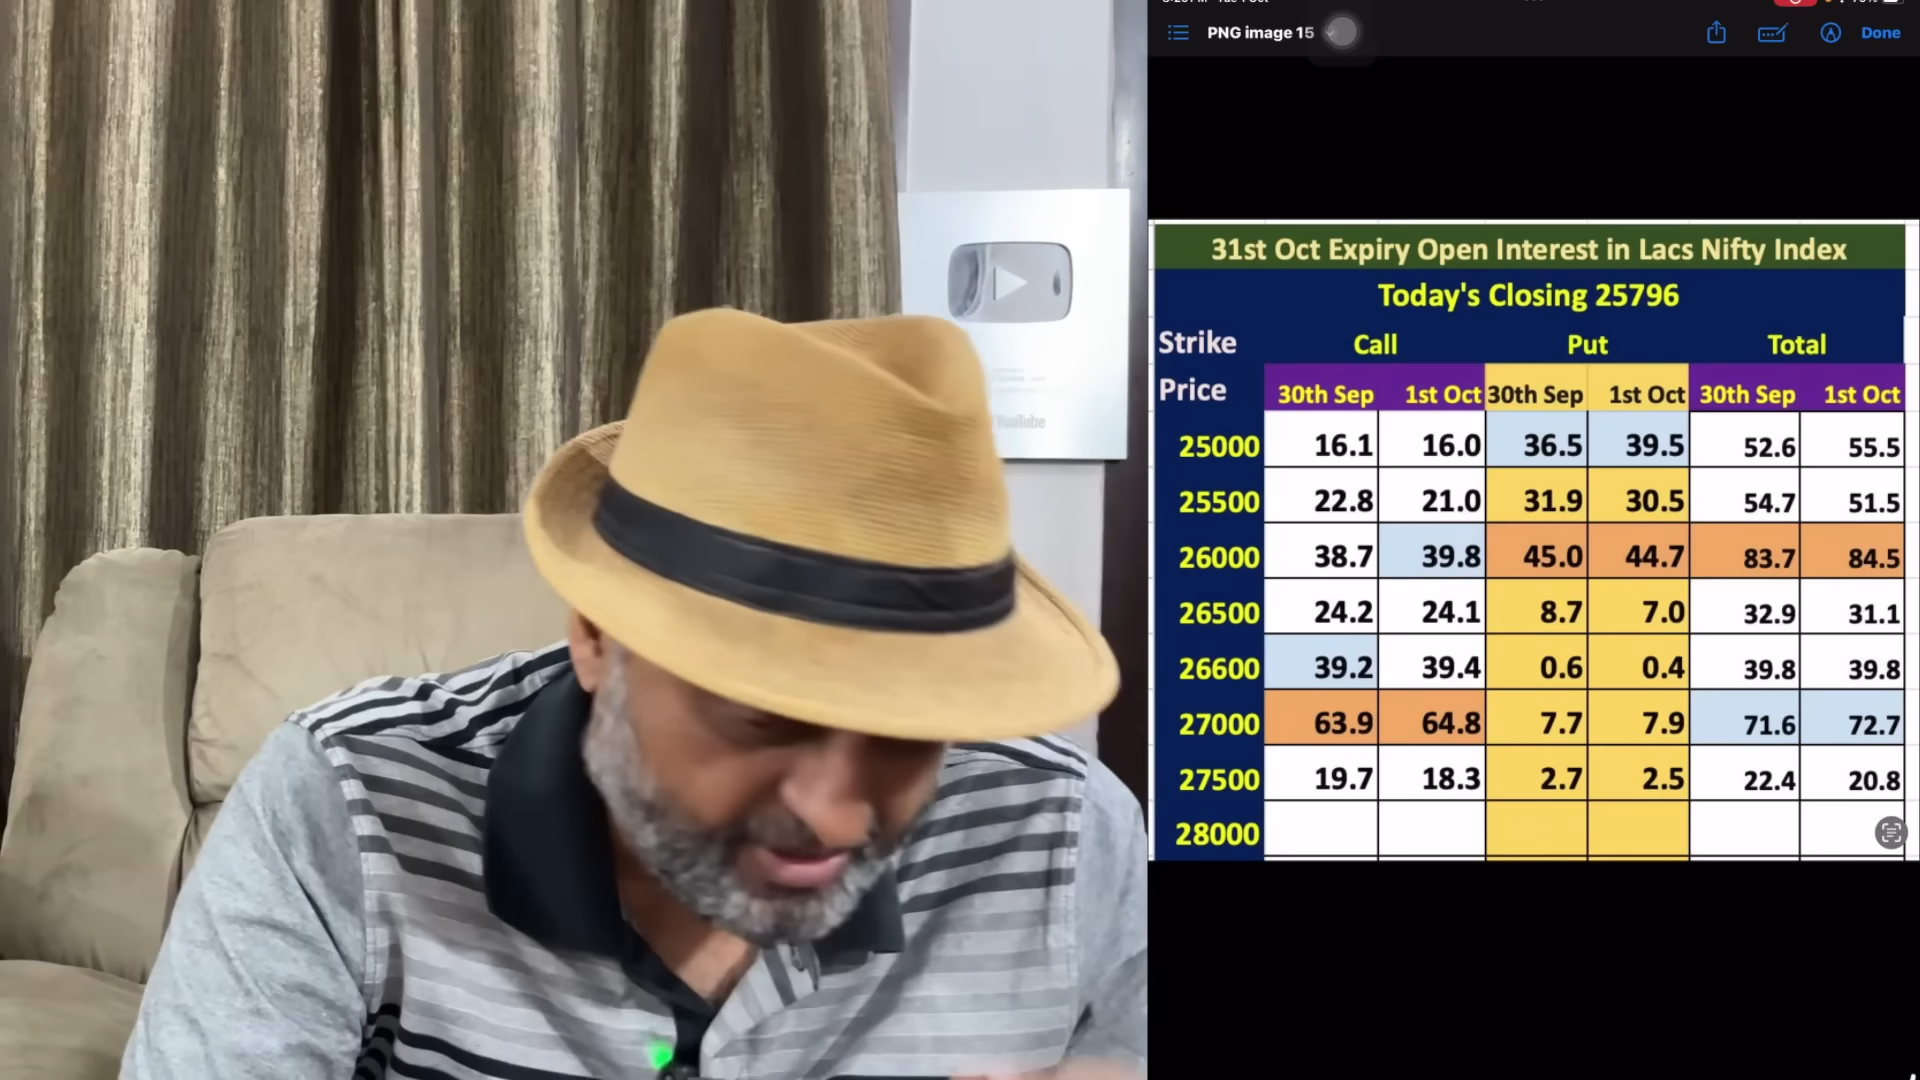 PNG image 15
Done
YouTube
31st Oct Expiry Open Interest in Lacs Nifty Index
Today's Closing 25796
Strike Call Put Total
Price 30th Sep 1st Oct 30th Sep 1st Oct 30th Sep 1st Oct
25000 16.1 16.0 36.5 39.5 52.6 55.5
25500 22.8 21.0 31.9 30.5 54.7 51.5
26000 38.7 39.8 45.0 44.7 83.7 84.5
26500 24.2 24.1 8.7 7.0 32.9 31.1
26600 39.2 39.4 0.6 0.4 39.8 39.8
27000 63.9 64.8 7.7 7.9 71.6 72.7
27500 19.7 18.3 2.7 2.5 22.4 20.8
28000